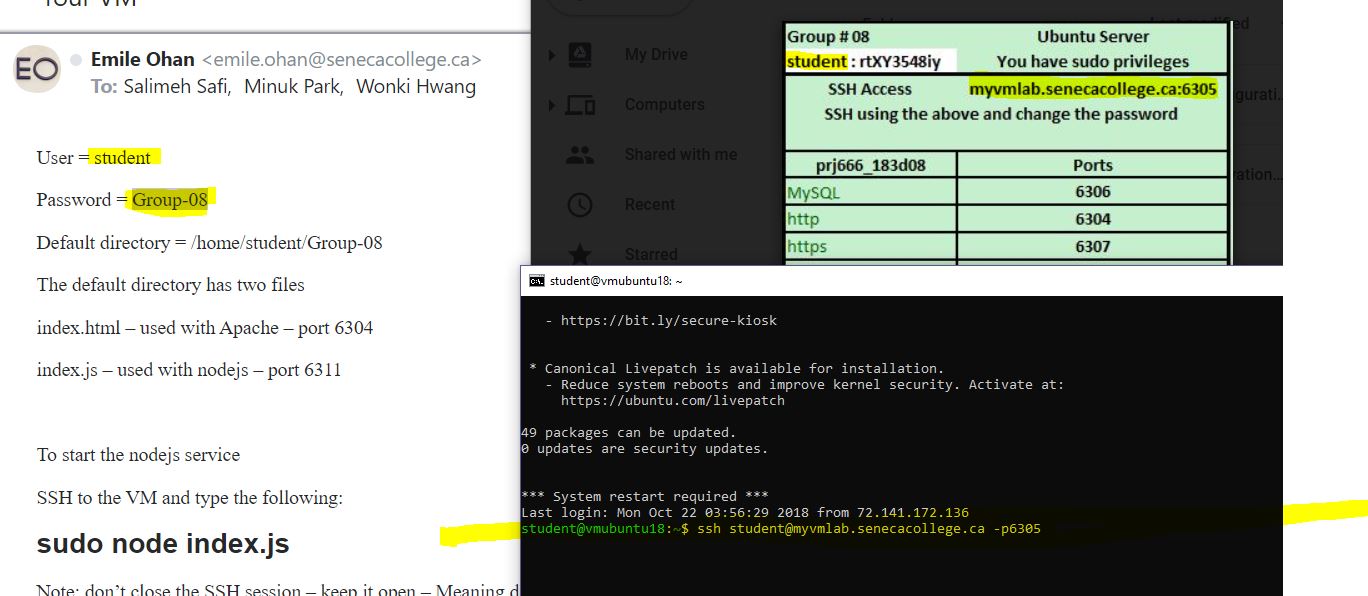 Your VM
EO
Emile Ohan <emile.ohan@senecacollege.ca>
To: Salimeh Safi, Minuk Park, Wonki Hwang
User = student
Password = Group-08
Default directory = /home/student/Group-08
The default directory has two files
index.html – used with Apache – port 6304
index.js – used with nodejs – port 6311
To start the nodejs service
SSH to the VM and type the following:
sudo node index.js
Note: don’t close the SSH session – keep it open – Meaning d
My Drive
Computers
Shared with me
Recent
Starred
Group # 08 Ubuntu Server
student : rtXY3548iy You have sudo privileges
SSH Access myvmlab.senecacollege.ca:6305
SSH using the above and change the password
prj666_183d08 Ports
MySQL 6306
http 6304
https 6307
student@vmubuntu18: ~
- https://bit.ly/secure-kiosk
* Canonical Livepatch is available for installation.
- Reduce system reboots and improve kernel security. Activate at:
https://ubuntu.com/livepatch
49 packages can be updated.
0 updates are security updates.
*** System restart required ***
Last login: Mon Oct 22 03:56:29 2018 from 72.141.172.136
student@vmubuntu18:~$ ssh student@myvmlab.senecacollege.ca -p6305